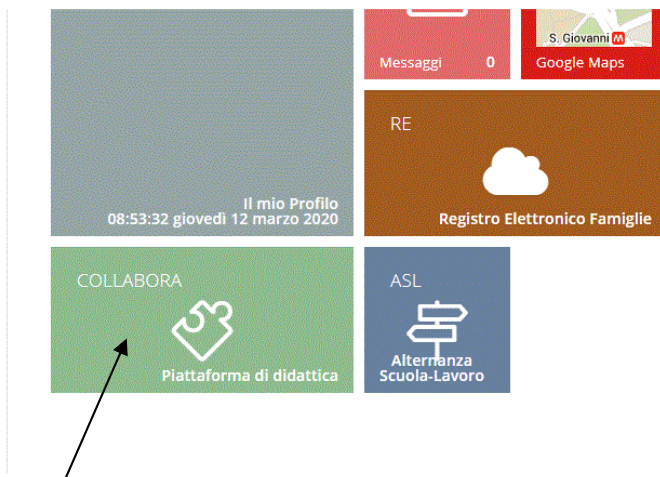 S. Giovanni M
Messaggi 0
Google Maps
RE
Il mio Profilo
08:53:32 giovedì 12 marzo 2020
Registro Elettronico Famiglie
COLLABORA
Piattaforma di didattica
ASL
Alternanza
Scuola-Lavoro